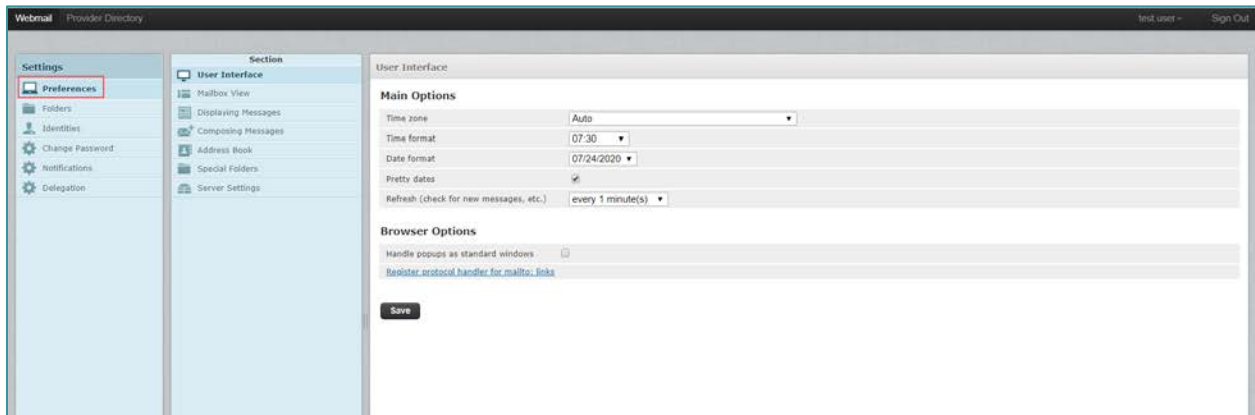 Webmail Provider Directory test user Sign Out
Settings
Preferences
Folders
Identities
Change Password
Notifications
Delegation
Section
User Interface
Mailbox View
Displaying Messages
Composing Messages
Address Book
Special Folders
Server Settings
User Interface
Main Options
Time zone Auto
Time format 07:30
Date format 07/24/2020
Pretty dates
Refresh (check for new messages, etc.) every 1 minute(s)
Browser Options
Handle popups as standard windows
Register protocol handler for mailto: links
Save